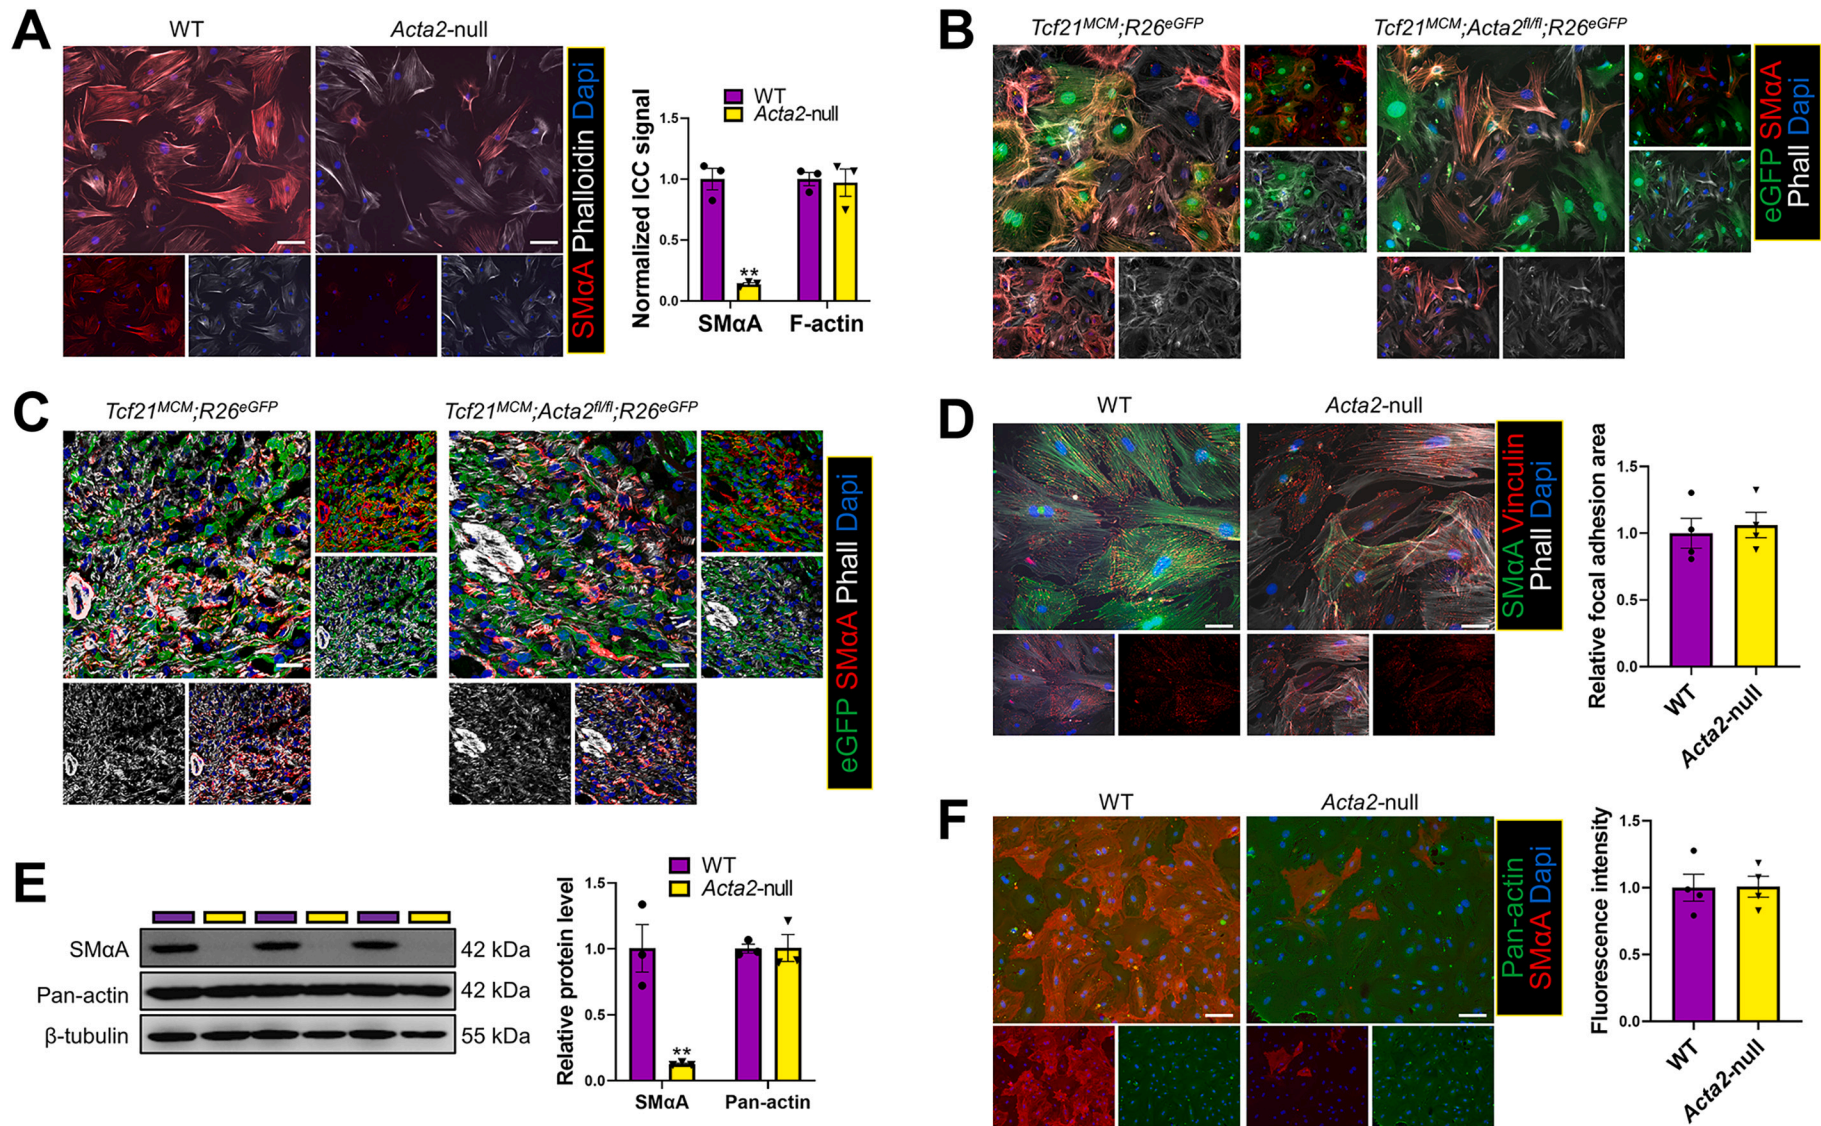 A
WT
Acta2-null
SMαA Phalloidin Dapi
Normalized ICC signal
WT
Acta2-null
1.5
1.0
0.5
0.0
**
SMαA
F-actin
B
Tcf21MCM;R26eGFP
Tcf21MCM;Acta2fl/fl;R26eGFP
eGFP SMαA
Phall Dapi
C
Tcf21MCM;R26eGFP
Tcf21MCM;Acta2fl/fl;R26eGFP
eGFP SMαA Phall Dapi
D
WT
Acta2-null
SMαA Vinculin
Phall Dapi
Relative focal adhesion area
1.5
1.0
0.5
0.0
WT
Acta2-null
E
SMαA
42 kDa
Pan-actin
42 kDa
β-tubulin
55 kDa
Relative protein level
WT
Acta2-null
1.5
1.0
0.5
0.0
**
SMαA
Pan-actin
F
WT
Acta2-null
Pan-actin
SMαA Dapi
Fluorescence intensity
1.5
1.0
0.5
0.0
WT
Acta2-null